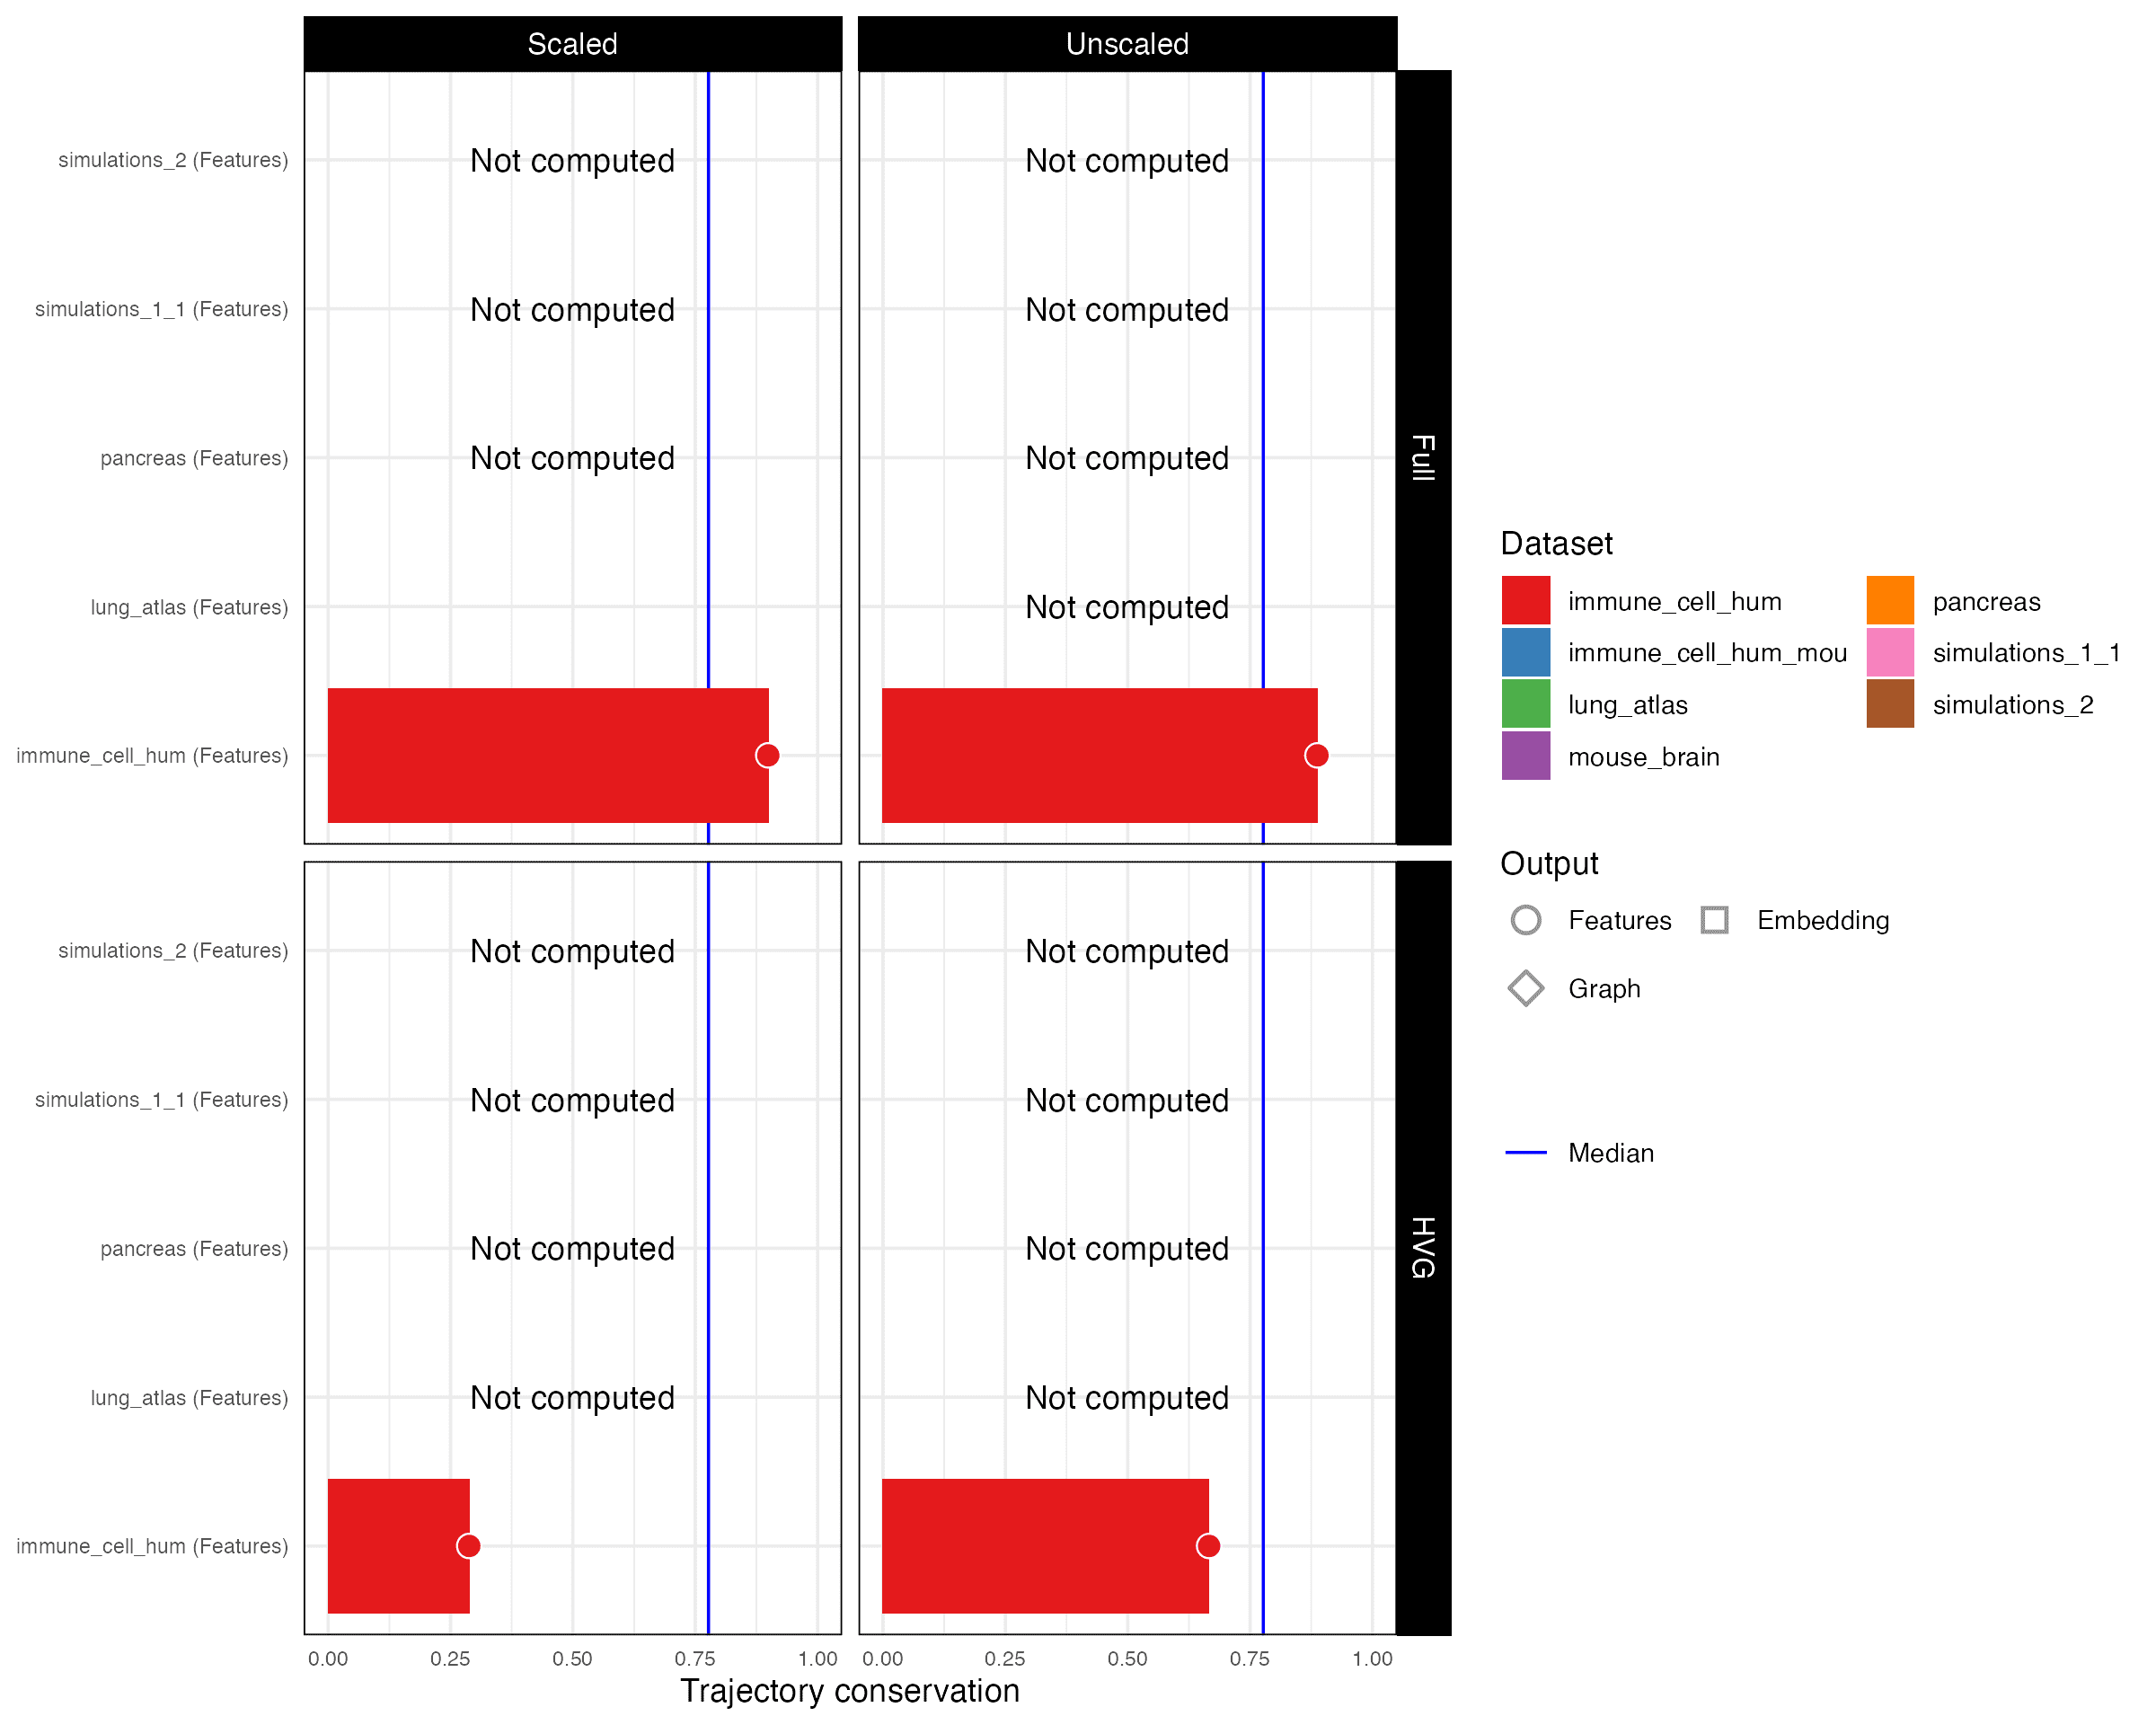 Scaled
Unscaled
simulations_2 (Features)
Not computed
Not computed
simulations_1_1 (Features)
Not computed
Not computed
pancreas (Features)
Not computed
Not computed
lung_atlas (Features)
Not computed
immune_cell_hum (Features)
Full
simulations_2 (Features)
Not computed
Not computed
simulations_1_1 (Features)
Not computed
Not computed
pancreas (Features)
Not computed
Not computed
lung_atlas (Features)
Not computed
Not computed
immune_cell_hum (Features)
HVG
0.00 0.25 0.50 0.75 1.00
0.00 0.25 0.50 0.75 1.00
Trajectory conservation
Dataset
immune_cell_hum
immune_cell_hum_mou
lung_atlas
mouse_brain
pancreas
simulations_1_1
simulations_2
Output
Features
Embedding
Graph
Median